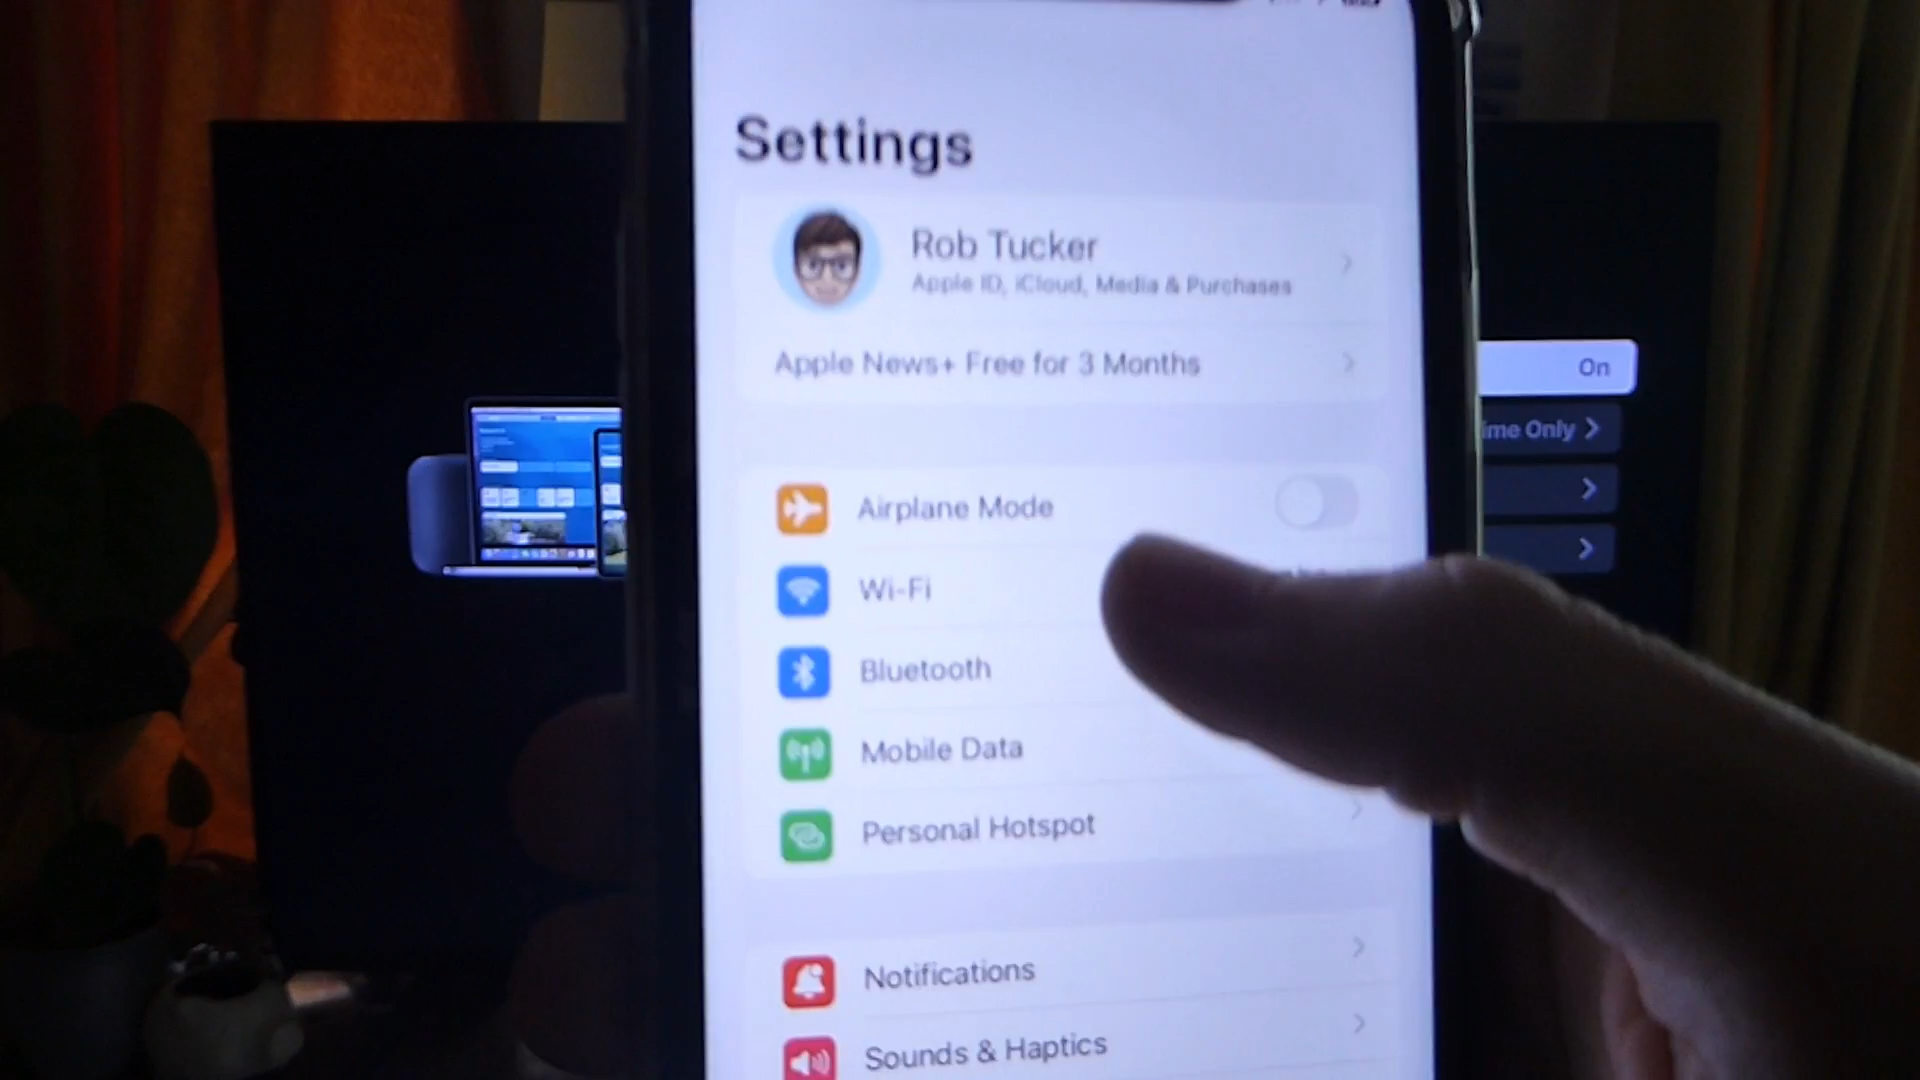 Settings
Rob Tucker
Apple ID, iCloud, Media & Purchases
Apple News+ Free for 3 Months
On
Only
Airplane Mode
Wi-Fi
Bluetooth
Mobile Data
Personal Hotspot
Notifications
Sounds & Haptics